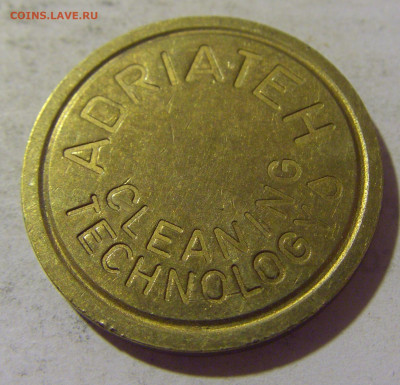 COINS.LAVE.RU
ADRIATEH
CLEANING
TECHNOLOGY